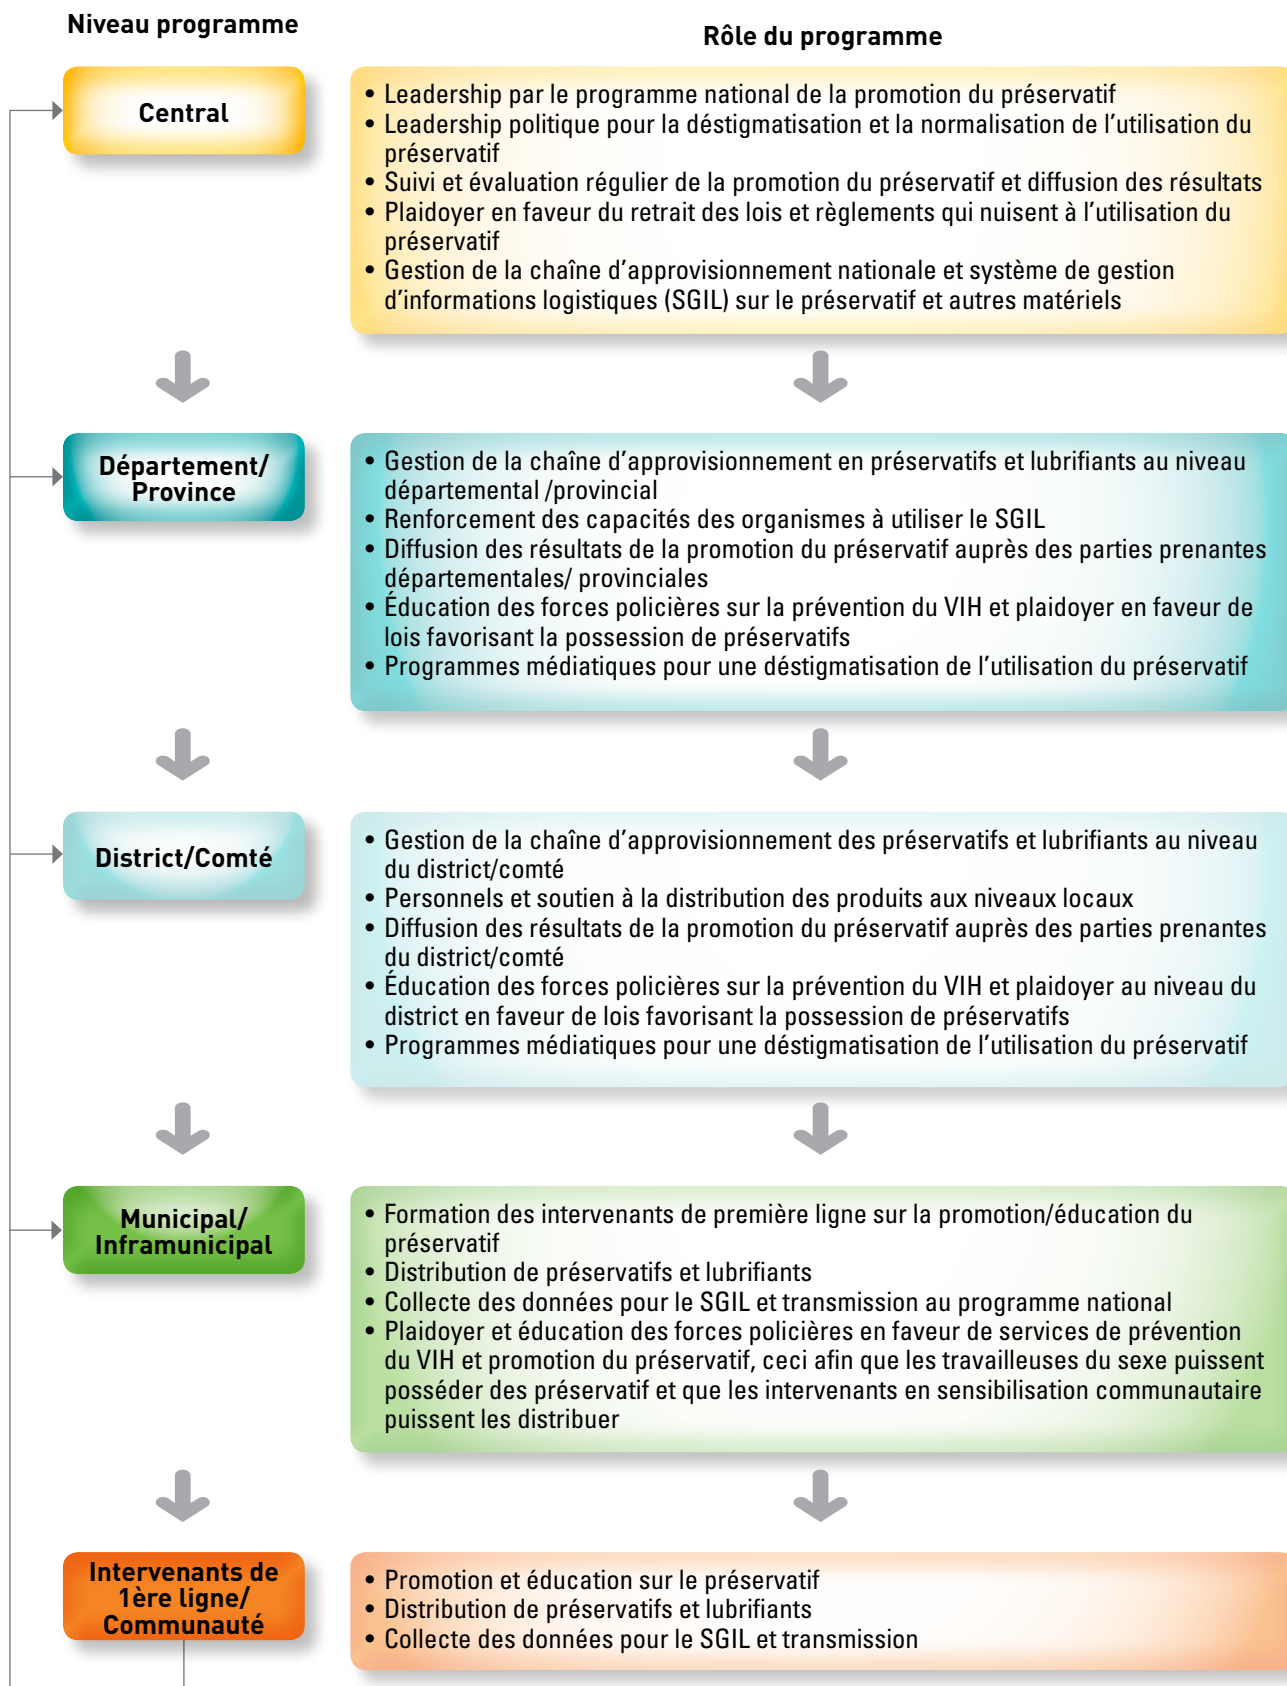 Niveau programme
Rôle du programme
Central
• Leadership par le programme national de la promotion du préservatif
• Leadership politique pour la déstigmatisation et la normalisation de l’utilisation du
préservatif
• Suivi et évaluation régulier de la promotion du préservatif et diffusion des résultats
• Plaidoyer en faveur du retrait des lois et règlements qui nuisent à l’utilisation du
préservatif
• Gestion de la chaîne d’approvisionnement nationale et système de gestion
d’informations logistiques (SGIL) sur le préservatif et autres matériels
Département/
Province
• Gestion de la chaîne d’approvisionnement en préservatifs et lubrifiants au niveau
départemental /provincial
• Renforcement des capacités des organismes à utiliser le SGIL
• Diffusion des résultats de la promotion du préservatif auprès des parties prenantes
départementales/ provinciales
• Éducation des forces policières sur la prévention du VIH et plaidoyer en faveur de
lois favorisant la possession de préservatifs
• Programmes médiatiques pour une déstigmatisation de l’utilisation du préservatif
District/Comté
• Gestion de la chaîne d’approvisionnement des préservatifs et lubrifiants au niveau
du district/comté
• Personnels et soutien à la distribution des produits aux niveaux locaux
• Diffusion des résultats de la promotion du préservatif auprès des parties prenantes
du district/comté
• Éducation des forces policières sur la prévention du VIH et plaidoyer au niveau du
district en faveur de lois favorisant la possession de préservatifs
• Programmes médiatiques pour une déstigmatisation de l’utilisation du préservatif
Municipal/
Inframunicipal
• Formation des intervenants de première ligne sur la promotion/éducation du
préservatif
• Distribution de préservatifs et lubrifiants
• Collecte des données pour le SGIL et transmission au programme national
• Plaidoyer et éducation des forces policières en faveur de services de prévention
du VIH et promotion du préservatif, ceci afin que les travailleuses du sexe puissent
posséder des préservatif et que les intervenants en sensibilisation communautaire
puissent les distribuer
Intervenants de
1ère ligne/
Communauté
• Promotion et éducation sur le préservatif
• Distribution de préservatifs et lubrifiants
• Collecte des données pour le SGIL et transmission